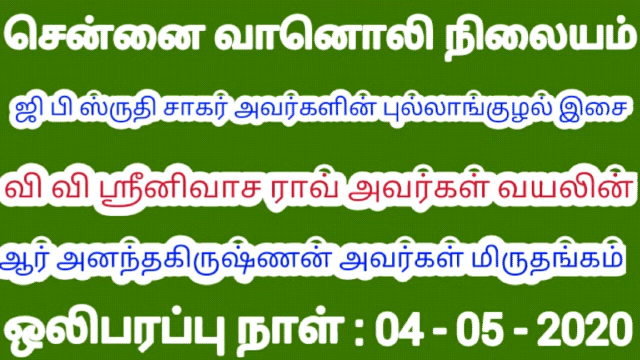 சென்னை வானொலி நிலையம்
ஜி பி ஸ்ருதி சாகர் அவர்களின் புல்லாங்குழல் இசை
வி வி ஸ்ரீனிவாச ராவ் அவர்கள் வயலின்
ஆர் அனந்தகிருஷ்ணன் அவர்கள் மிருதங்கம்
ஒலிபரப்பு நாள் : 04 - 05 - 2020